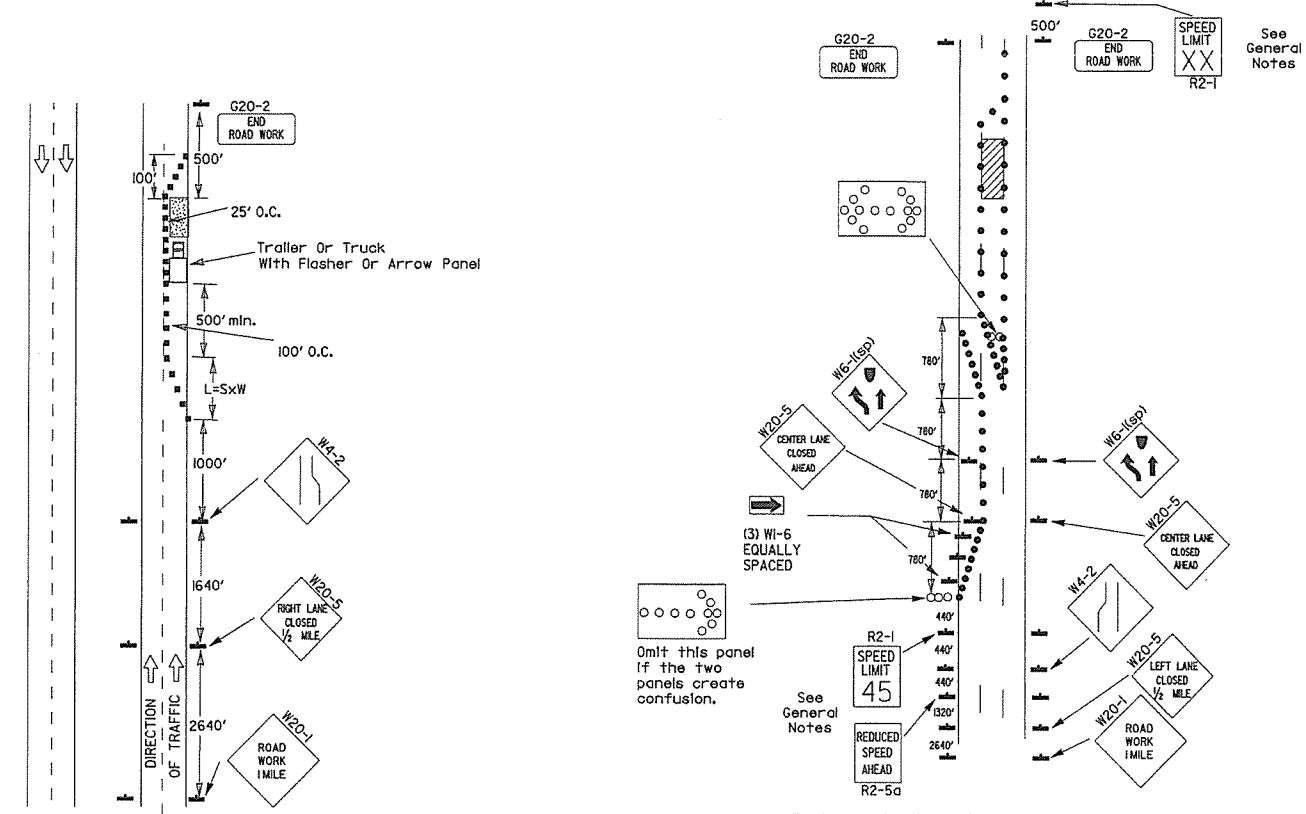 G20-2
END
ROAD WORK
500'
100'
25' O.C.
Trailer Or Truck
With Flasher Or Arrow Panel
500' min.
100' O.C.
L=SxW
1000'
W4-2
1640'
W20-5
RIGHT LANE
CLOSED
1/2 MILE
2640'
DIRECTION
OF TRAFFIC
W20-1
ROAD
WORK
1 MILE
500'
SPEED
LIMIT
XX
R2-1
See
General
Notes
G20-2
END
ROAD WORK
G20-2
END
ROAD WORK
780'
W6-1(sp)
780'
W20-5
CENTER LANE
CLOSED
AHEAD
W6-1(sp)
780'
(3) W1-6
EQUALLY
SPACED
780'
W20-5
CENTER LANE
CLOSED
AHEAD
Omit this panel
if the two
panels create
confusion.
440'
R2-1
SPEED
LIMIT
45
440'
W4-2
440'
See
General
Notes
1320'
W20-5
LEFT LANE
CLOSED
1/2 MILE
REDUCED
SPEED
AHEAD
R2-5a
2640'
W20-1
ROAD
WORK
1 MILE